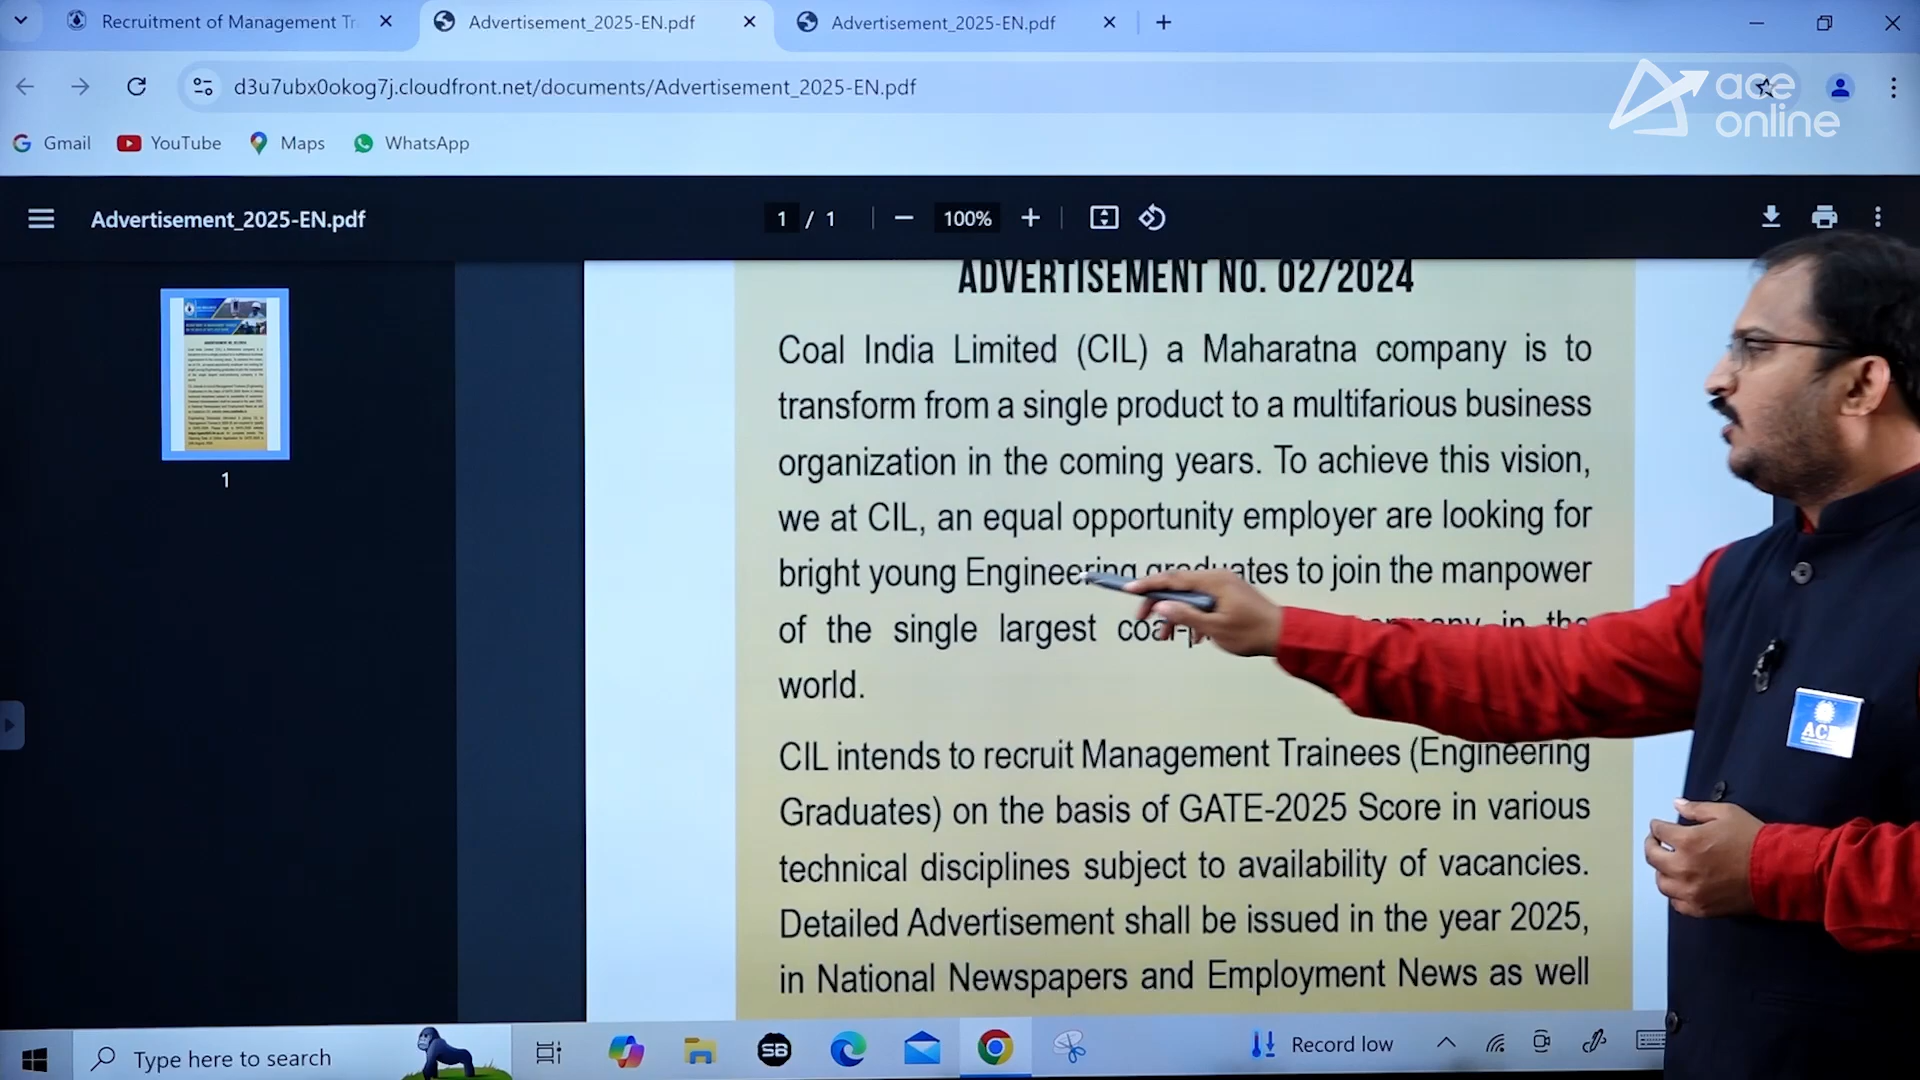 Recruitment of Management Tr
Advertisement_2025-EN.pdf
Advertisement_2025-EN.pdf
d3u7ubx0okog7j.cloudfront.net/documents/Advertisement_2025-EN.pdf
ace
online
Gmail
YouTube
Maps
WhatsApp
Advertisement_2025-EN.pdf
1 / 1
100%
1
ADVERTISEMENT NO. 02/2024
Coal India Limited (CIL) a Maharatna company is to
transform from a single product to a multifarious business
organization in the coming years. To achieve this vision,
we at CIL, an equal opportunity employer are looking for
bright young Engineering graduates to join the manpower
of the single largest company in the
world.
CIL intends to recruit Management Trainees (Engineering
Graduates) on the basis of GATE-2025 Score in various
technical disciplines subject to availability of vacancies.
Detailed Advertisement shall be issued in the year 2025,
in National Newspapers and Employment News as well
ACE
Type here to search
SB
Record low